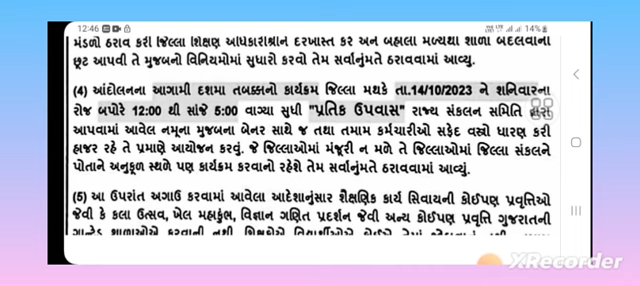 12:46
14%
મંડળો ઠરાવ કરી જિલ્લા શિક્ષણ અધિકારીશ્રીને દરખાસ્ત કરે અને બહાલી મળ્યેથી શાળા બદલવાની
છૂટ આપવી તે મુજબનો વિનિયમોમાં સુધારો કરવો તેમ સર્વાનુંમતે ઠરાવવામાં આવ્યુ.
(4) આંદોલનના આગામી દશમા તબક્કાનો કાર્યક્રમ જિલ્લા મથકે તા.14/10/2023 ને શનિવારના
રોજ બપોરે 12:00 થી સાંજે 5:00 વાગ્યા સુધી "પ્રતિક ઉપવાસ" રાજ્ય સંકલન સમિતિ દ્વારા
આપવામાં આવેલ નમૂના મુજબના બેનર સાથે જ તથા તમામ કર્મચારીઓ સફેદ વસ્ત્રો ધારણ કરી
હાજર રહે તે પ્રમાણે આયોજન કરવું. જે જિલ્લાઓમાં મંજૂરી ન મળે તે જિલ્લાઓમાં જિલ્લા સંકલને
પોતાને અનુકૂળ સ્થળે પણ કાર્યક્રમ કરવાનો રહેશે તેમ સર્વાનુંમતે ઠરાવવામાં આવ્યું.
(5) આ ઉપરાંત અગાઉ કરવામાં આવેલા આદેશાનુંસાર શૈક્ષણિક કાર્ય સિવાયની કોઈપણ પ્રવૃત્તિઓ
જેવી કે કલા ઉત્સવ, ખેલ મહાકુંભ, વિજ્ઞાન ગણિત પ્રદર્શન જેવી અન્ય કોઈપણ પ્રવૃત્તિ ગુજરાતની
XRecorder